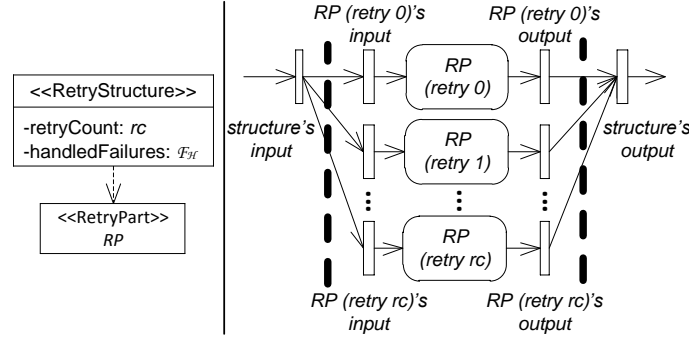 <<RetryStructure>>
-retryCount: rc
-handledFailures: ℱℋ
<<RetryPart>>
RP
RP (retry 0)'s
input
RP (retry 0)'s
output
RP
(retry 0)
structure's
input
structure's
output
RP
(retry 1)
RP
(retry rc)
RP (retry rc)'s
input
RP (retry rc)'s
output